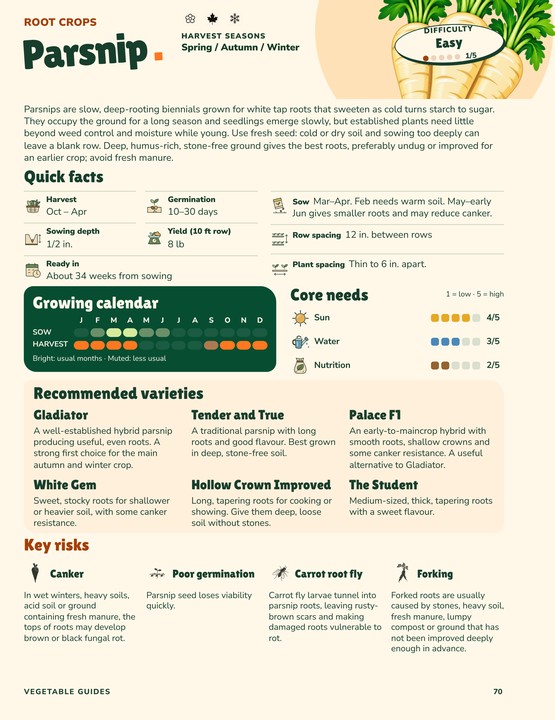 ROOT CROPS
Parsnip.
HARVEST SEASONS
Spring / Autumn / Winter
DIFFICULTY
Easy
1/5
Parsnips are slow, deep-rooting biennials grown for white tap roots that sweeten as cold turns starch to sugar.
They occupy the ground for a long season and seedlings emerge slowly, but established plants need little
beyond weed control and moisture while young. Use fresh seed: cold or dry soil and sowing too deeply can
leave a blank row. Deep, humus-rich, stone-free ground gives the best roots, preferably undug or improved for
an earlier crop; avoid fresh manure.
Quick facts
Harvest
Oct – Apr
Germination
10–30 days
Sowing depth
1/2 in.
Yield (10 ft row)
8 lb
Ready in
About 34 weeks from sowing
Sow Mar–Apr. Feb needs warm soil. May–early
Jun gives smaller roots and may reduce canker.
Row spacing 12 in. between rows
Plant spacing Thin to 6 in. apart.
Growing calendar
J F M A M J J A S O N D
SOW
HARVEST
Bright: usual months · Muted: less usual
Core needs
1 = low · 5 = high
Sun 4/5
Water 3/5
Nutrition 2/5
Recommended varieties
Gladiator
A well-established hybrid parsnip
producing useful, even roots. A
strong first choice for the main
autumn and winter crop.
Tender and True
A traditional parsnip with long
roots and good flavour. Best grown
in deep, stone-free soil.
Palace F1
An early-to-maincrop hybrid with
smooth roots, shallow crowns and
some canker resistance. A useful
alternative to Gladiator.
White Gem
Sweet, stocky roots for shallower
or heavier soil, with some canker
resistance.
Hollow Crown Improved
Long, tapering roots for cooking or
showing. Give them deep, loose
soil without stones.
The Student
Medium-sized, thick, tapering roots
with a sweet flavour.
Key risks
Canker
In wet winters, heavy soils,
acid soil or ground
containing fresh manure, the
tops of roots may develop
brown or black fungal rot.
Poor germination
Parsnip seed loses viability
quickly.
Carrot root fly
Carrot fly larvae tunnel into
parsnip roots, leaving rusty-
brown scars and making
damaged roots vulnerable to
rot.
Forking
Forked roots are usually
caused by stones, heavy soil,
fresh manure, lumpy
compost or ground that has
not been improved deeply
enough in advance.
VEGETABLE GUIDES
70